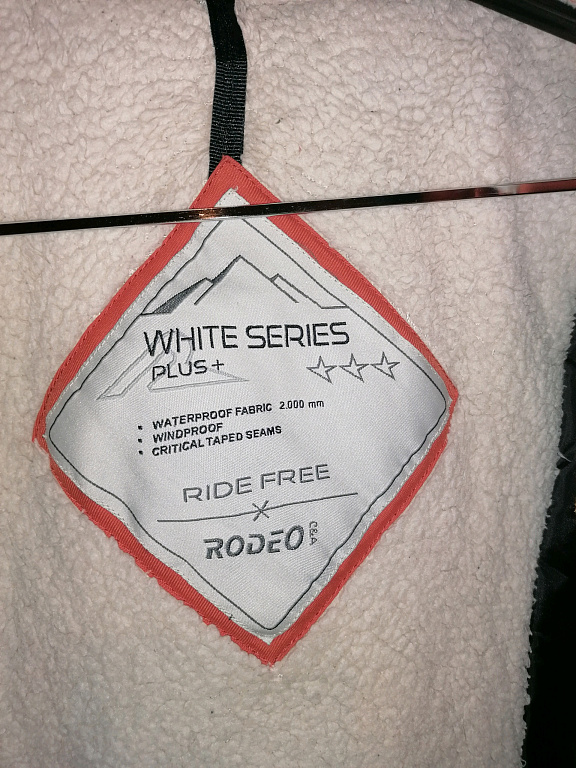 WHITE SERIES
PLUS+
• WATERPROOF FABRIC 2.000 mm
• WINDPROOF
• CRITICAL TAPED SEAMS
RIDE FREE
RODEO C&A